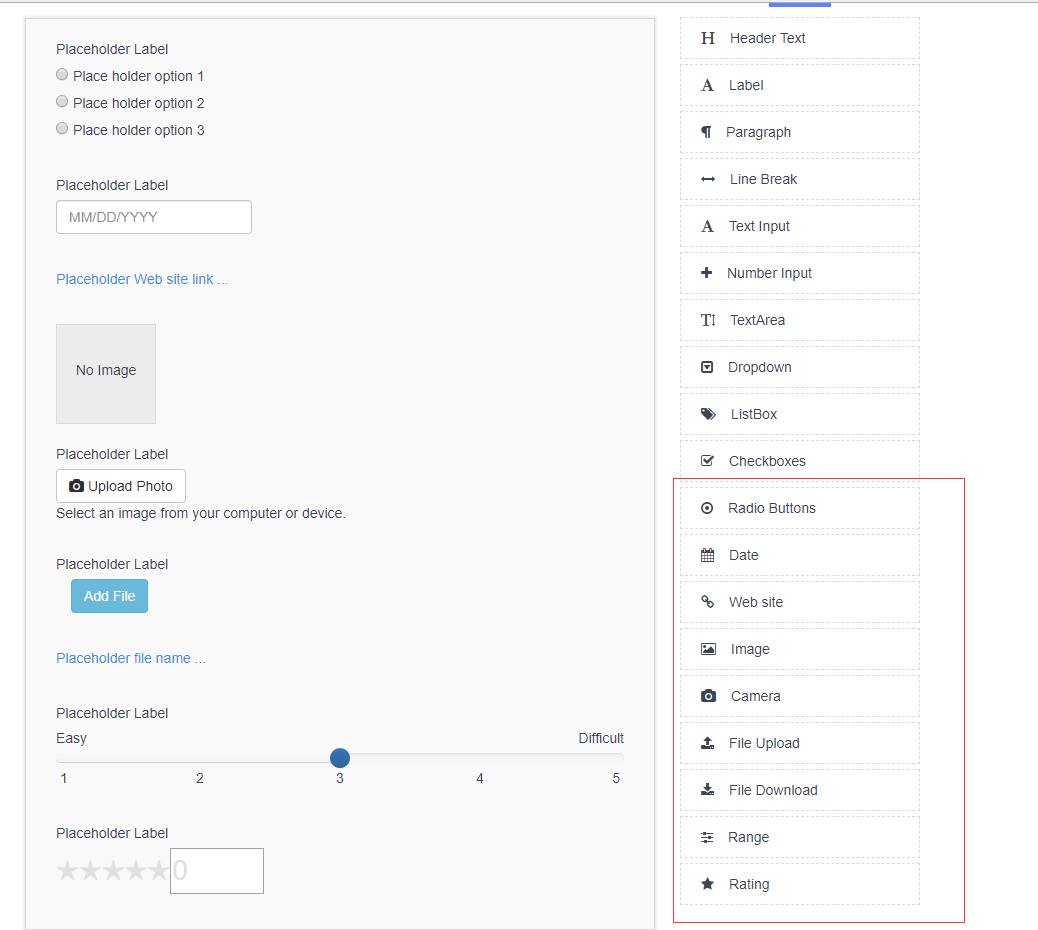 Placeholder Label
Place holder option 1
Place holder option 2
Place holder option 3
Placeholder Label
MM/DD/YYYY
Placeholder Web site link ...
No Image
Placeholder Label
Upload Photo
Select an image from your computer or device.
Placeholder Label
Add File
Placeholder file name ...
Placeholder Label
Easy Difficult
1 2 3 4 5
Placeholder Label
0
Header Text
Label
Paragraph
Line Break
Text Input
Number Input
TextArea
Dropdown
ListBox
Checkboxes
Radio Buttons
Date
Web site
Image
Camera
File Upload
File Download
Range
Rating